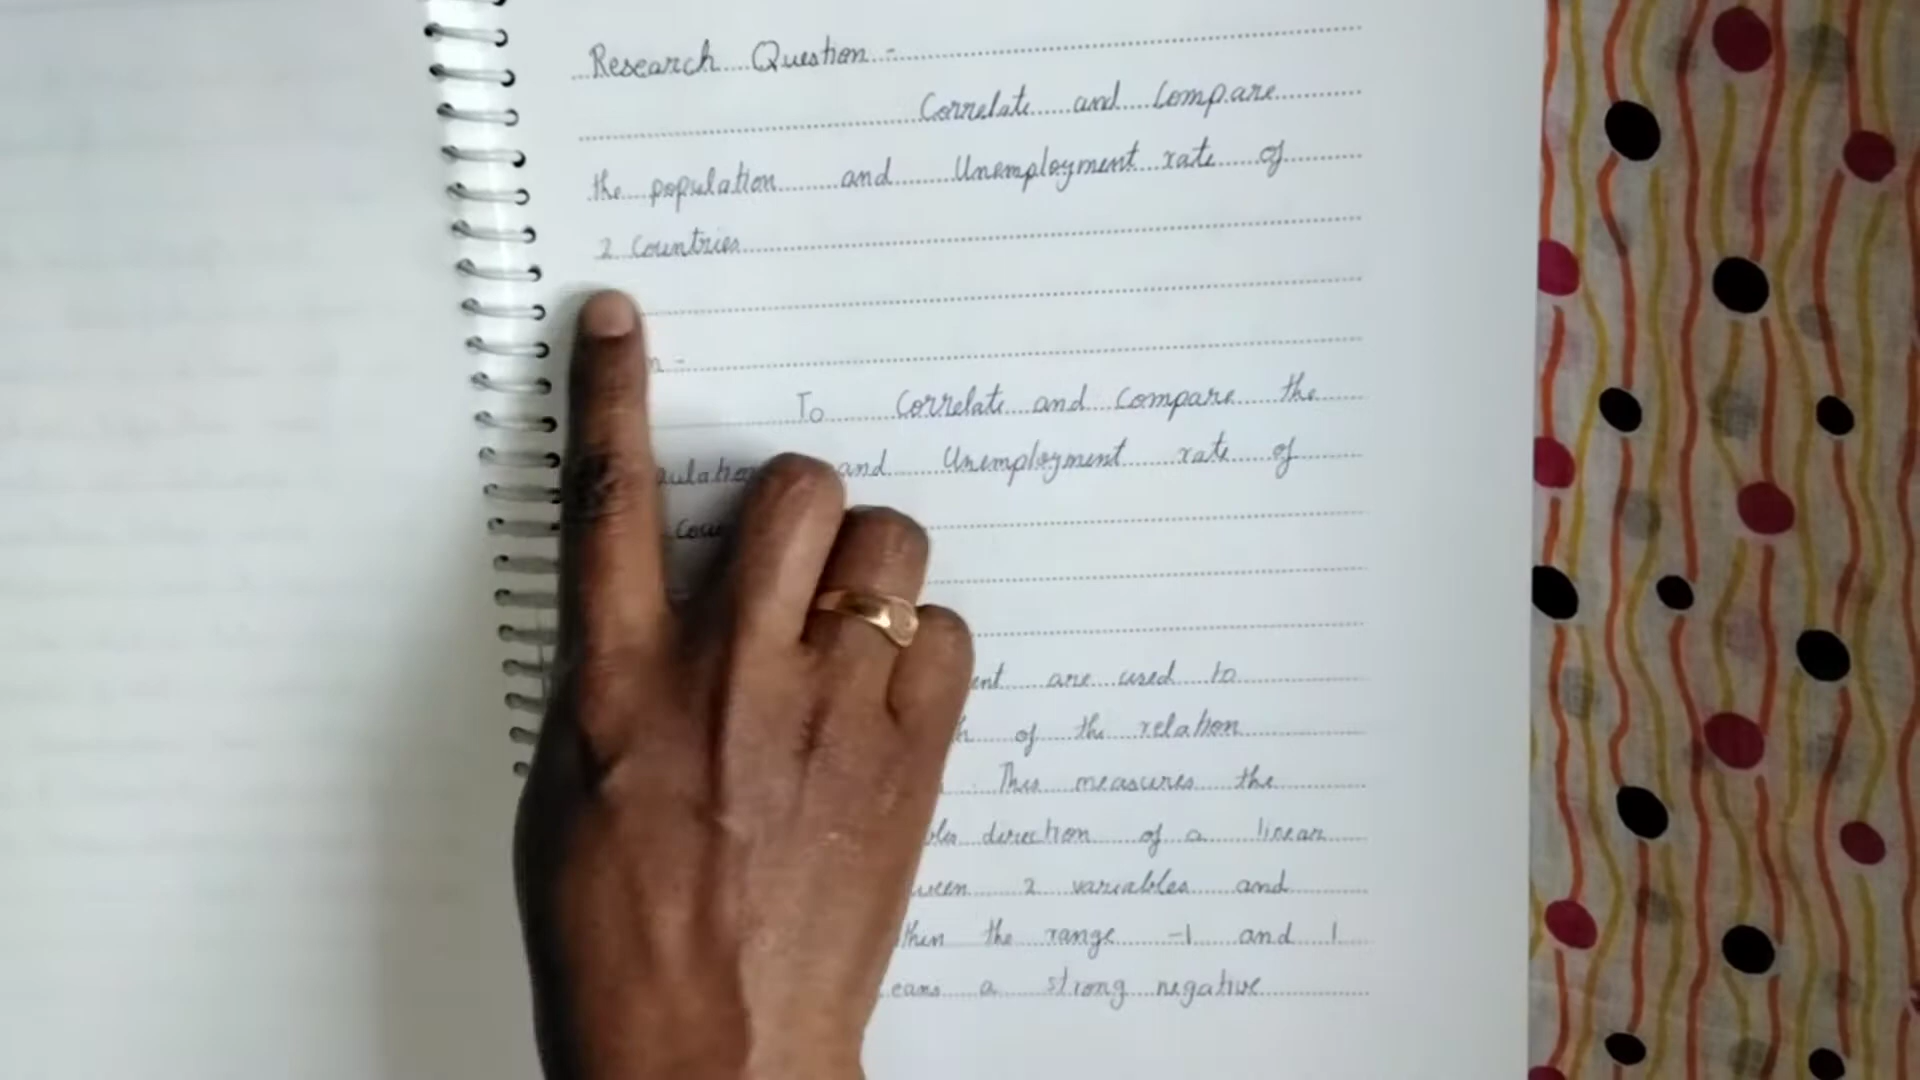 Research Question :-
Correlate and Compare
the population and Unemployment rate of
2 Countries
To Correlate and Compare the
and Unemployment rate of
are used to
of the relation
This measures the
direction of a linear
2 variables and
the range -1 and 1
a strong negative